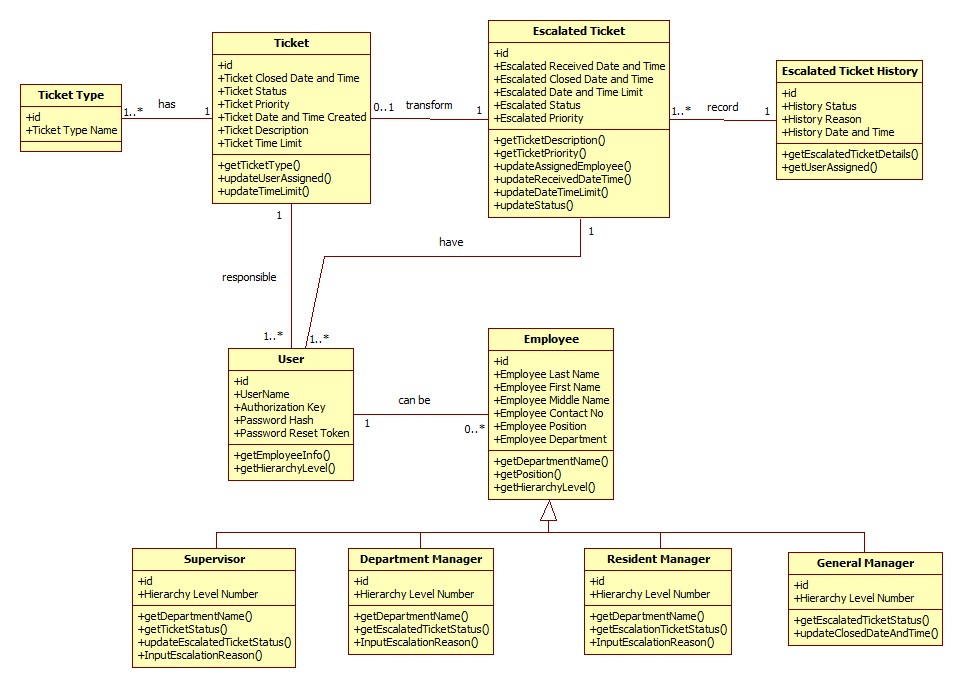 Ticket Type
+id
+Ticket Type Name
1..*
has
1
Ticket
+id
+Ticket Closed Date and Time
+Ticket Status
+Ticket Priority
+Ticket Date and Time Created
+Ticket Description
+Ticket Time Limit
+getTicketType()
+updateUserAssigned()
+updateTimeLimit()
0..1
transform
1
Escalated Ticket
+id
+Escalated Received Date and Time
+Escalated Closed Date and Time
+Escalated Date and Time Limit
+Escalated Status
+Escalated Priority
+getTicketDescription()
+getTicketPriority()
+updateAssignedEmployee()
+updateReceivedDateTime()
+updateDateTimeLimit()
+updateStatus()
1..*
record
1
Escalated Ticket History
+id
+History Status
+History Reason
+History Date and Time
+getEscalatedTicketDetails()
+getUserAssigned()
1
responsible
1..*
1
have
1..*
User
+id
+UserName
+Authorization Key
+Password Hash
+Password Reset Token
+getEmployeeInfo()
+getHierarchyLevel()
1
can be
0..*
Employee
+id
+Employee Last Name
+Employee First Name
+Employee Middle Name
+Employee Contact No
+Employee Position
+Employee Department
+getDepartmentName()
+getPosition()
+getHierarchyLevel()
Supervisor
+id
+Hierarchy Level Number
+getDepartmentName()
+getTicketStatus()
+updateEscalatedTicketStatus()
+InputEscalationReason()
Department Manager
+id
+Hierarchy Level Number
+getDepartmentName()
+getEscalatedTicketStatus()
+InputEscalationReason()
Resident Manager
+id
+Hierarchy Level Number
+getDepartmentName()
+getEscalationTicketStatus()
+InputEscalationReason()
General Manager
+id
+Hierarchy Level Number
+getEscalatedTicketStatus()
+updateClosedDateAndTime()